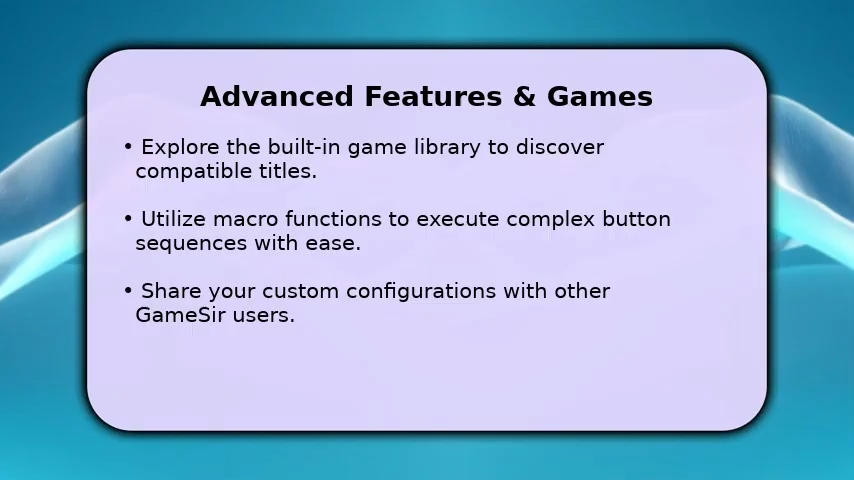 Advanced Features & Games
• Explore the built-in game library to discover
compatible titles.
• Utilize macro functions to execute complex button
sequences with ease.
• Share your custom configurations with other
GameSir users.